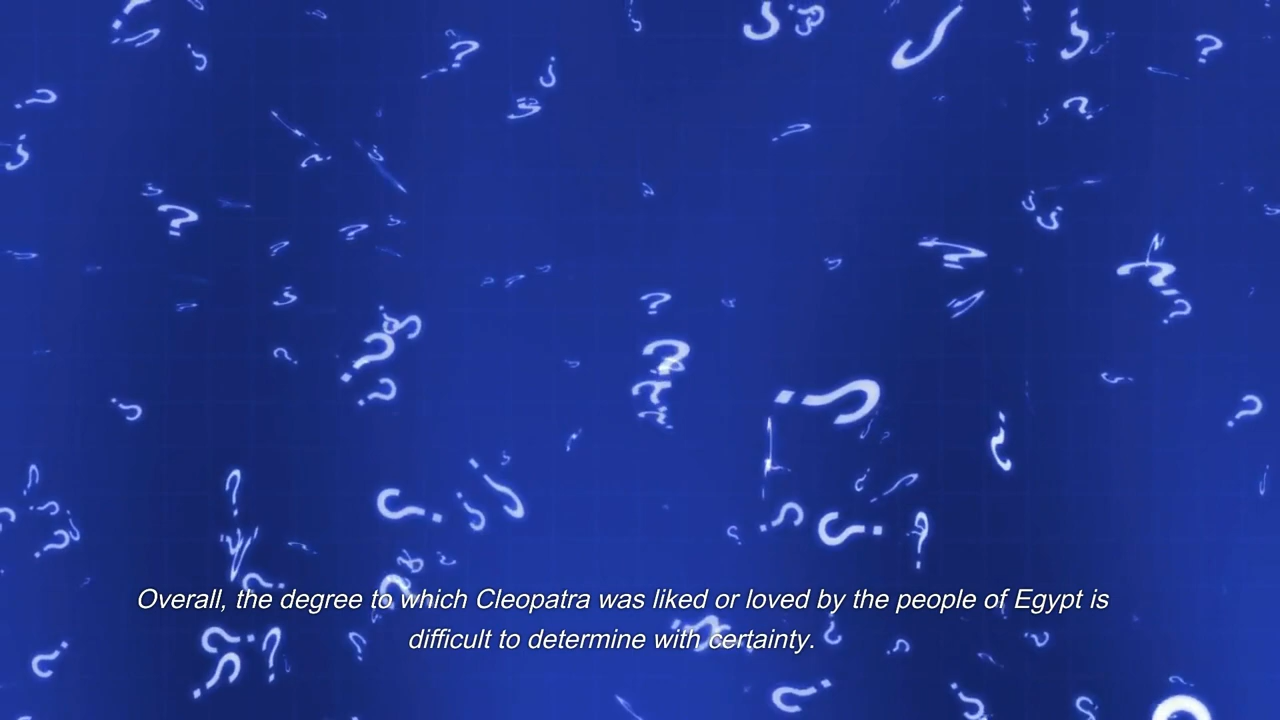 Overall, the degree to which Cleopatra was liked or loved by the people of Egypt is
difficult to determine with certainty.